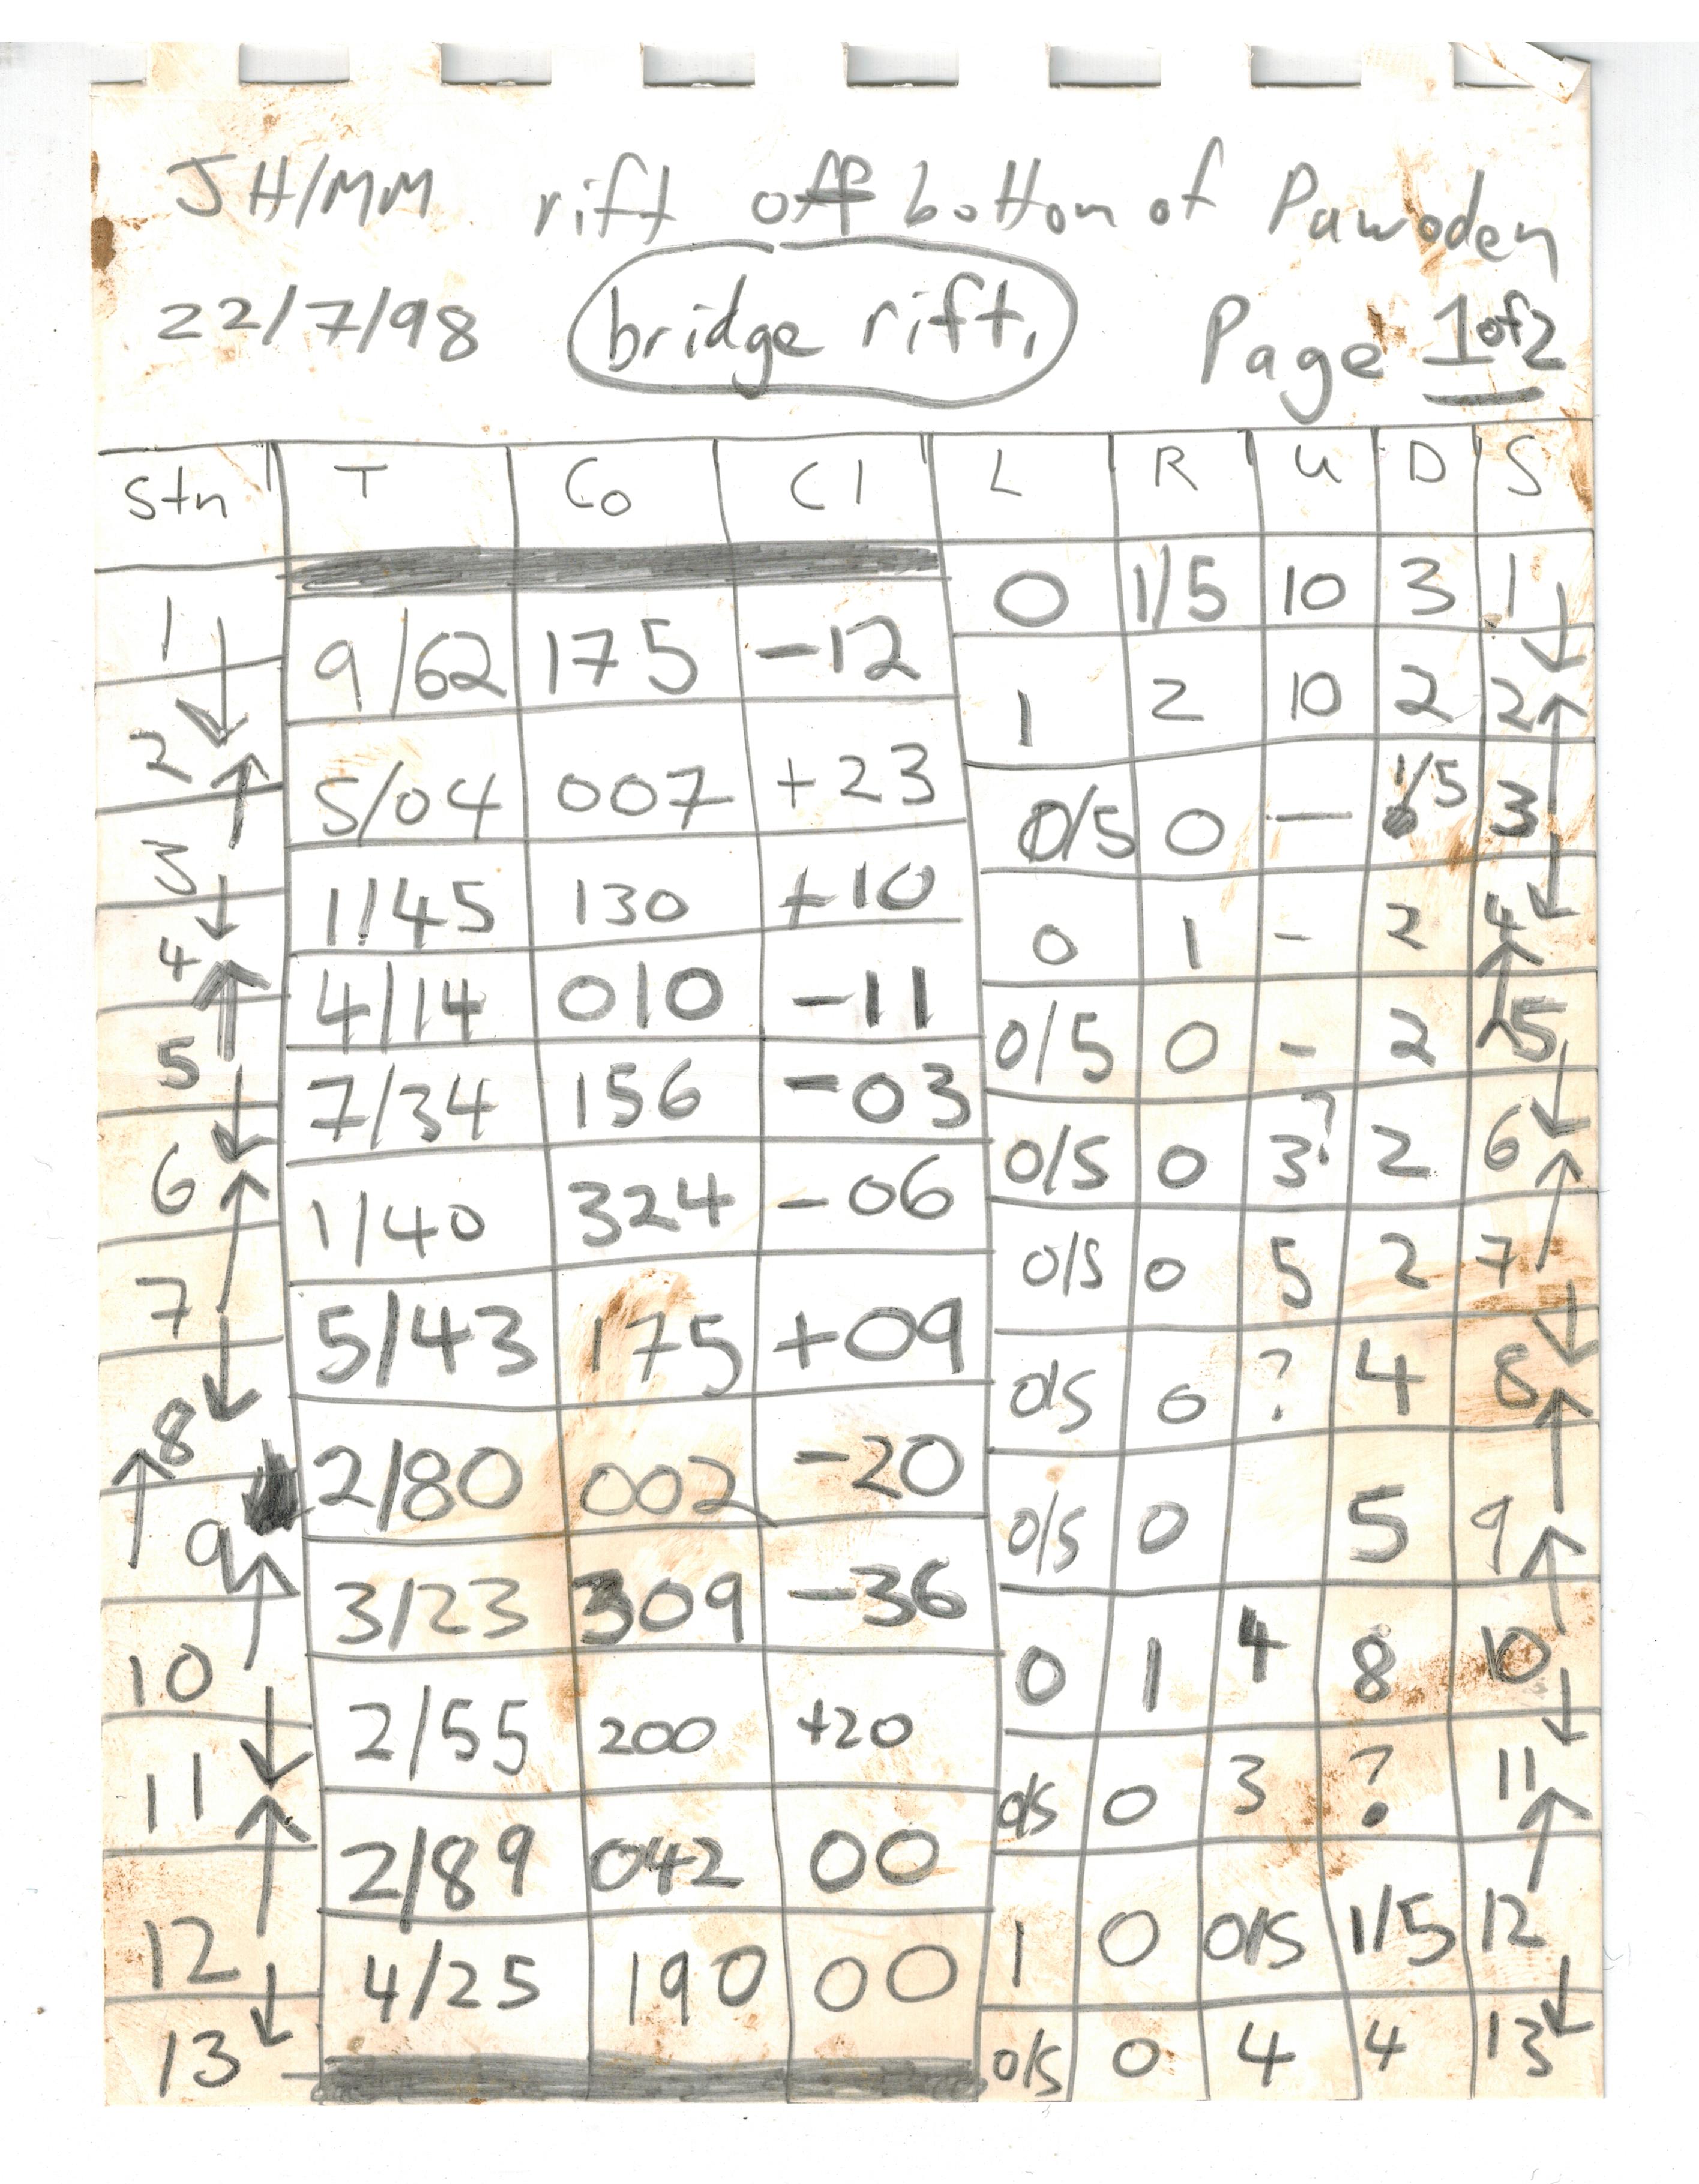 JH/MM rift off bottom of Pawoden
22/7/98 bridge rift. Page 1 of 2
Stn T Co Cl L R U D S
1 0 1/5 10 3 1
9/62 175 -12
2 1 2 10 2 2
5/04 007 +23
3 0/5 0 — 1/5 3
1/45 130 +10
4 0 1 - 2 4
4/14 010 -11
5 0/5 0 - 2 5
7/34 156 -03
6 0/5 0 3? 2 6
1/40 324 -06
7 0/5 0 5 2 7
5/43 175 +09
8 0/5 0 ? 4 8
2/80 002 -20
9 0/5 0 5 9
3/23 309 -36
10 0 1 4 8 10
2/55 200 +20
11 0/5 0 3 ? 11
2/89 042 00
12 1 0 0/5 1/5 12
4/25 190 00
13 0/5 0 4 4 13